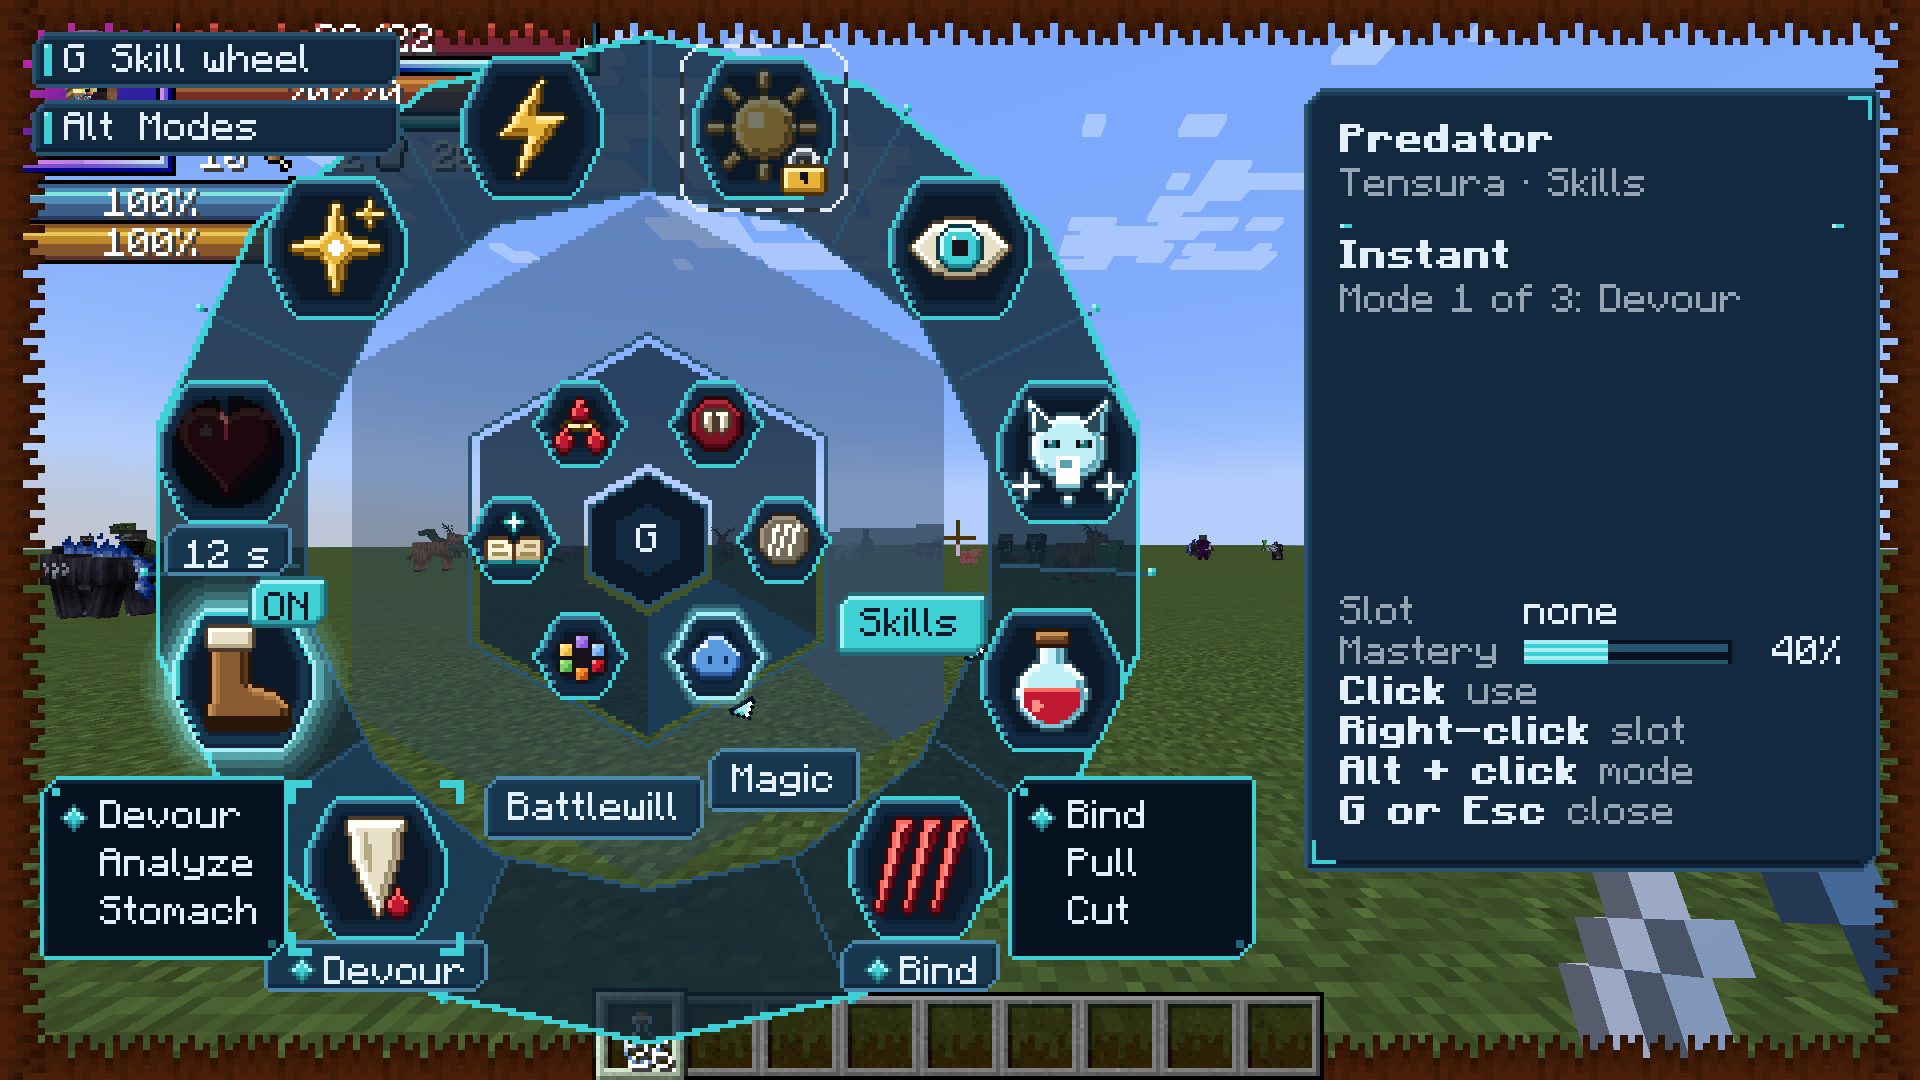 G Skill wheel
Alt Modes
100%
100%
12 s
ON
G
Skills
Magic
Battlewill
Devour
Analyze
Stomach
Devour
Bind
Pull
Cut
Bind
Predator
Tensura · Skills
Instant
Mode 1 of 3: Devour
Slot none
Mastery 40%
Click use
Right-click slot
Alt + click mode
G or Esc close